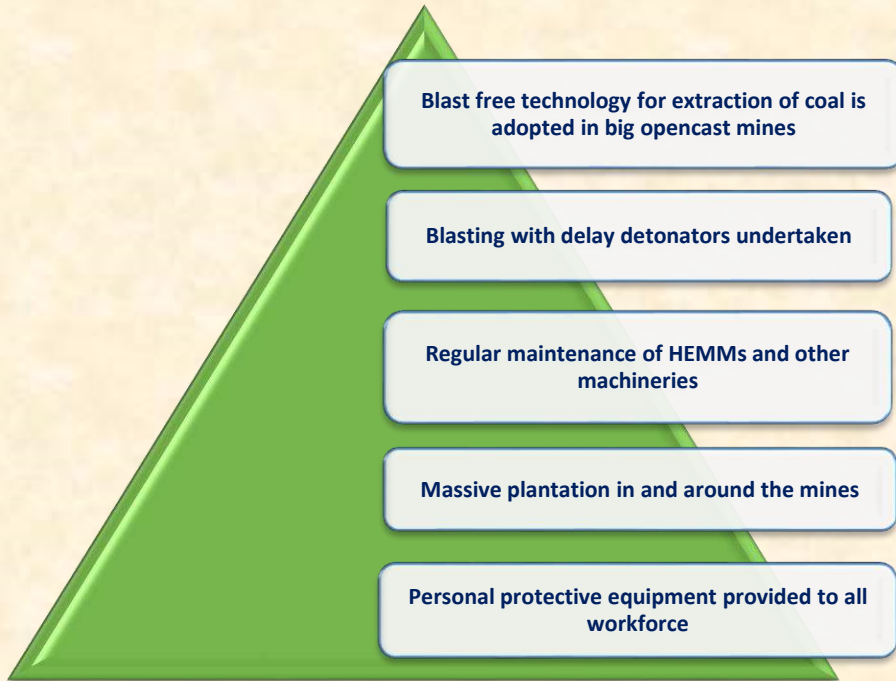 Blast free technology for extraction of coal is
adopted in big opencast mines
Blasting with delay detonators undertaken
Regular maintenance of HEMMs and other
machineries
Massive plantation in and around the mines
Personal protective equipment provided to all
workforce